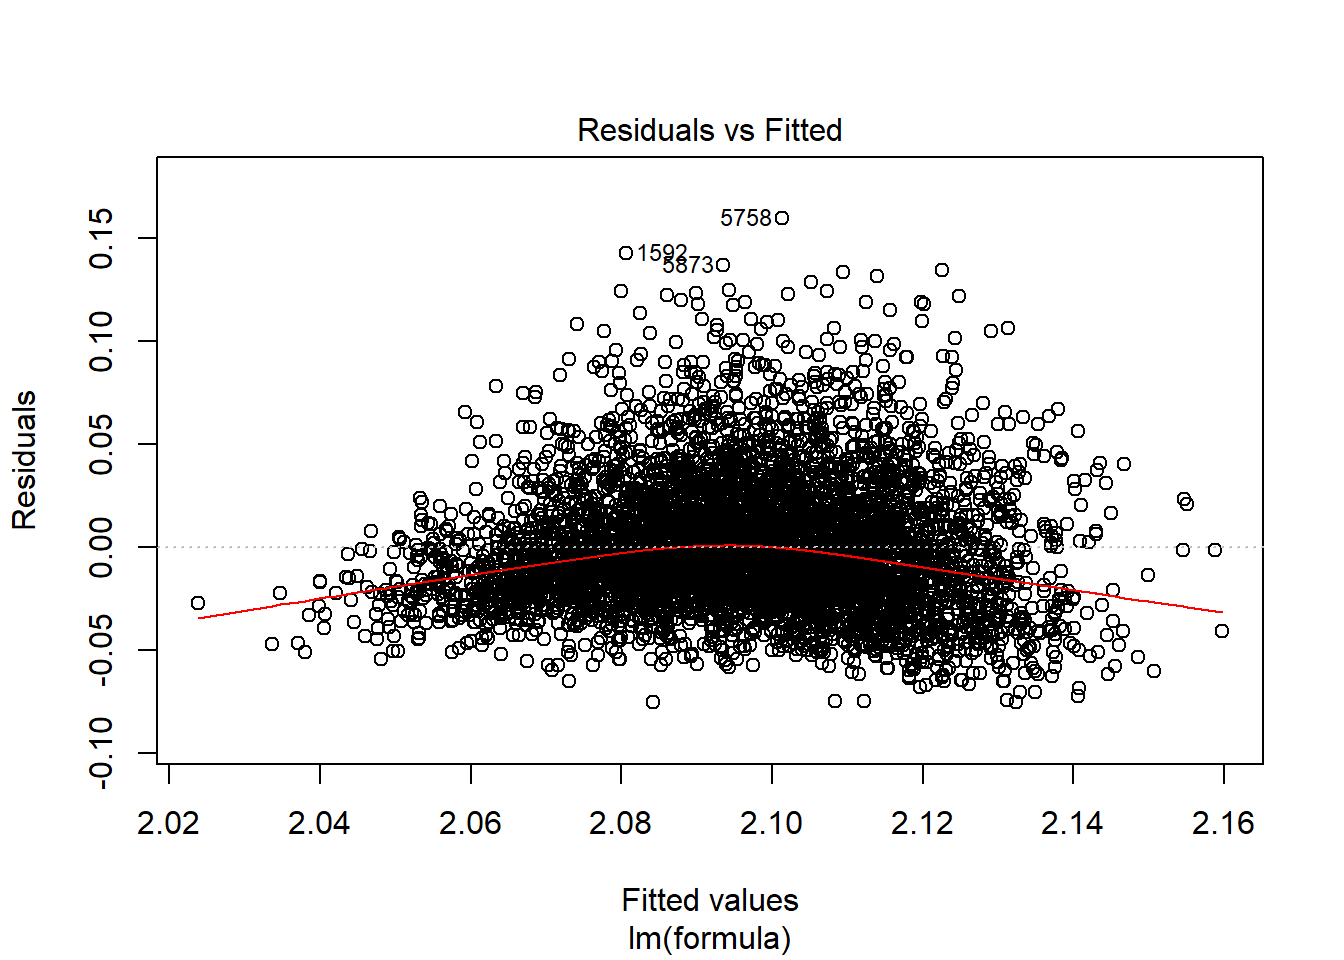 Residuals vs Fitted
5758
1592
5873
Residuals
0.15
0.10
0.05
0.00
-0.05
-0.10
2.02 2.04 2.06 2.08 2.10 2.12 2.14 2.16
Fitted values
lm(formula)